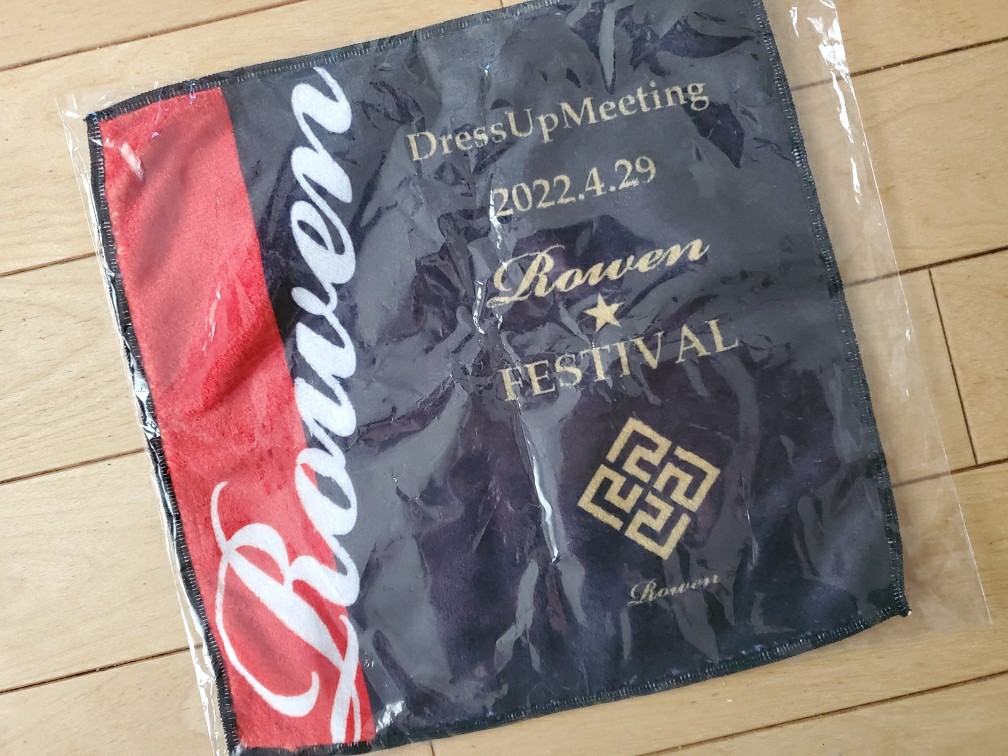 Rowen
DressUpMeeting
2022.4.29
Rowen
FESTIVAL
Rowen